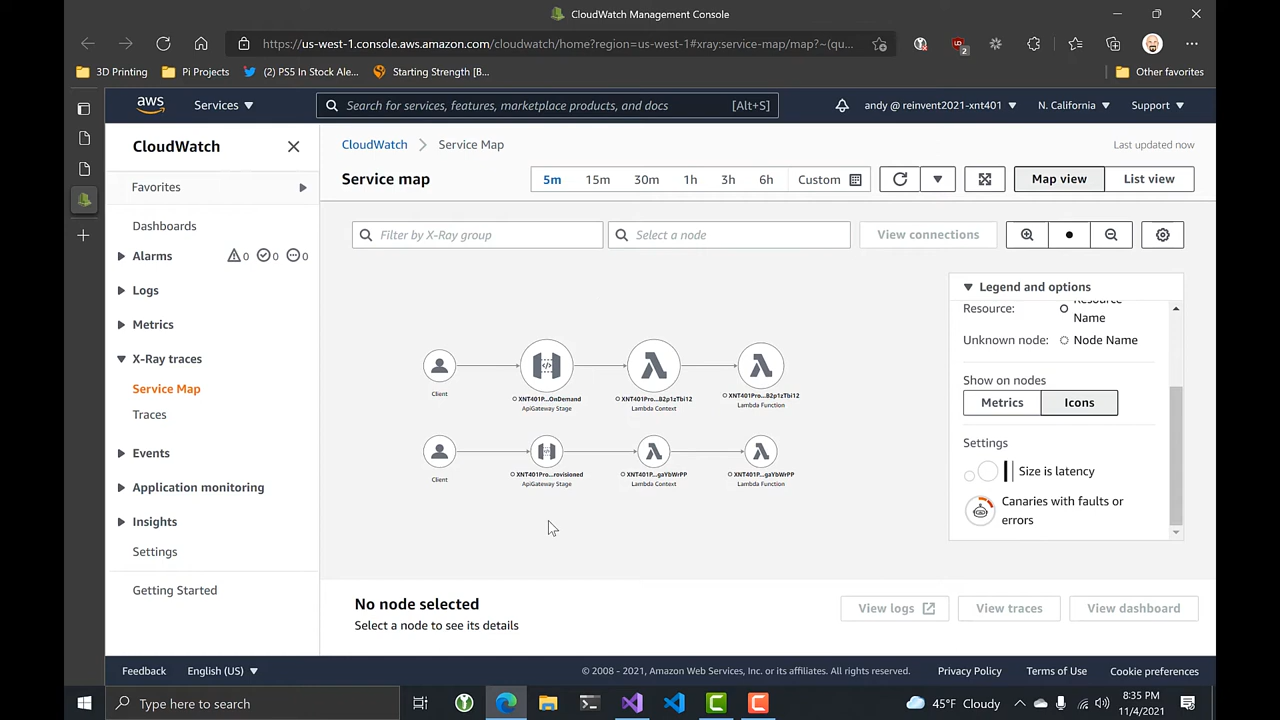 CloudWatch Management Console
https://us-west-1.console.aws.amazon.com/cloudwatch/home?region=us-west-1#xray:service-map/map?~(qu...
2
3D Printing
Pi Projects
(2) PS5 In Stock Ale...
Starting Strength [B...
Other favorites
aws
Services
Search for services, features, marketplace products, and docs
[Alt+S]
andy @ reinvent2021-xnt401
N. California
Support
CloudWatch
Favorites
Dashboards
Alarms
0
0
0
Logs
Metrics
X-Ray traces
Service Map
Traces
Events
Application monitoring
Insights
Settings
Getting Started
CloudWatch
Service Map
Last updated now
Service map
5m
15m
30m
1h
3h
6h
Custom
Map view
List view
Filter by X-Ray group
Select a node
View connections
Client
XNT401P...OnDemand
ApiGateway Stage
XNT401Pro...B2p1zTbi12
Lambda Context
XNT401Pro...B2p1zTbi12
Lambda Function
Client
XNT401Pro...rovisioned
ApiGateway Stage
XNT401P...gaYbWrPP
Lambda Context
XNT401P...gaYbWrPP
Lambda Function
Legend and options
Resource:
Resource
Name
Unknown node:
Node Name
Show on nodes
Metrics
Icons
Settings
Size is latency
Canaries with faults or
errors
No node selected
Select a node to see its details
View logs
View traces
View dashboard
Feedback
English (US)
© 2008 - 2021, Amazon Web Services, Inc. or its affiliates. All rights reserved.
Privacy Policy
Terms of Use
Cookie preferences
Type here to search
45°F Cloudy
8:35 PM
11/4/2021